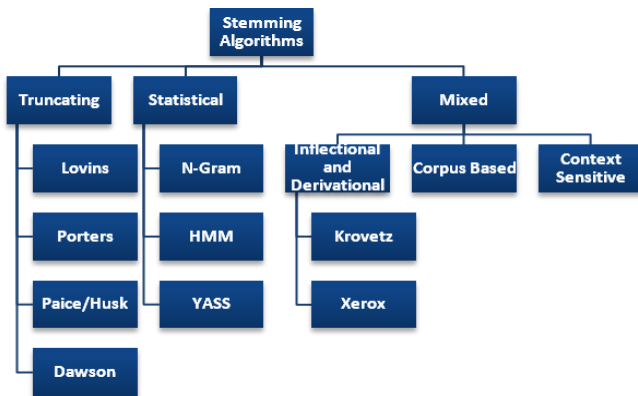 Stemming
Algorithms
Truncating
Statistical
Mixed
Lovins
Porters
Paice/Husk
Dawson
N-Gram
HMM
YASS
Inflectional
and
Derivational
Corpus Based
Context
Sensitive
Krovetz
Xerox